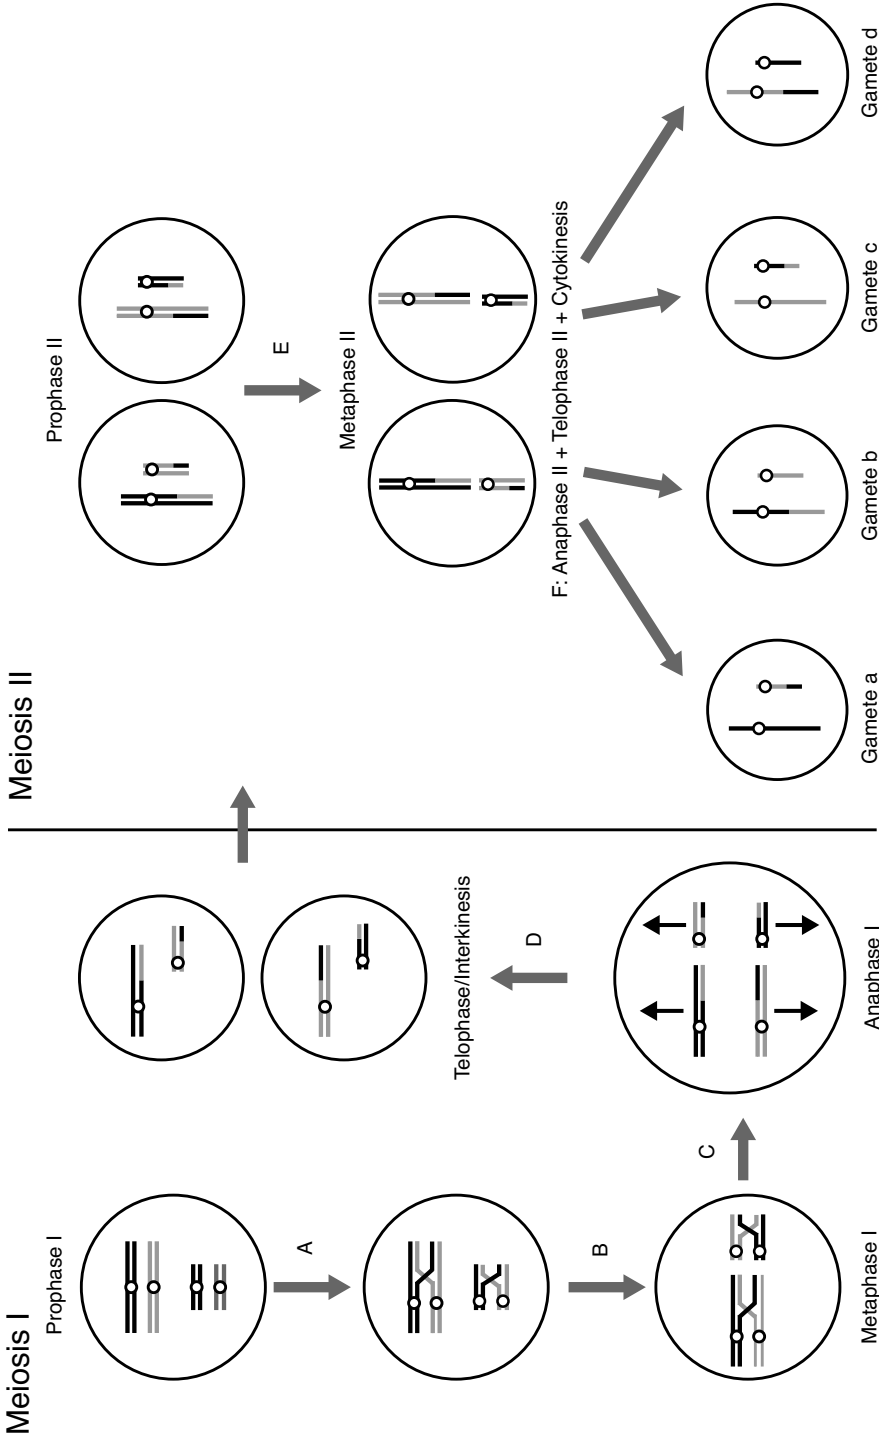 Meiosis I
Prophase I
A
B
Metaphase I
C
Anaphase I
D
Telophase/Interkinesis
Meiosis II
Prophase II
E
Metaphase II
F: Anaphase II + Telophase II + Cytokinesis
Gamete a
Gamete b
Gamete c
Gamete d